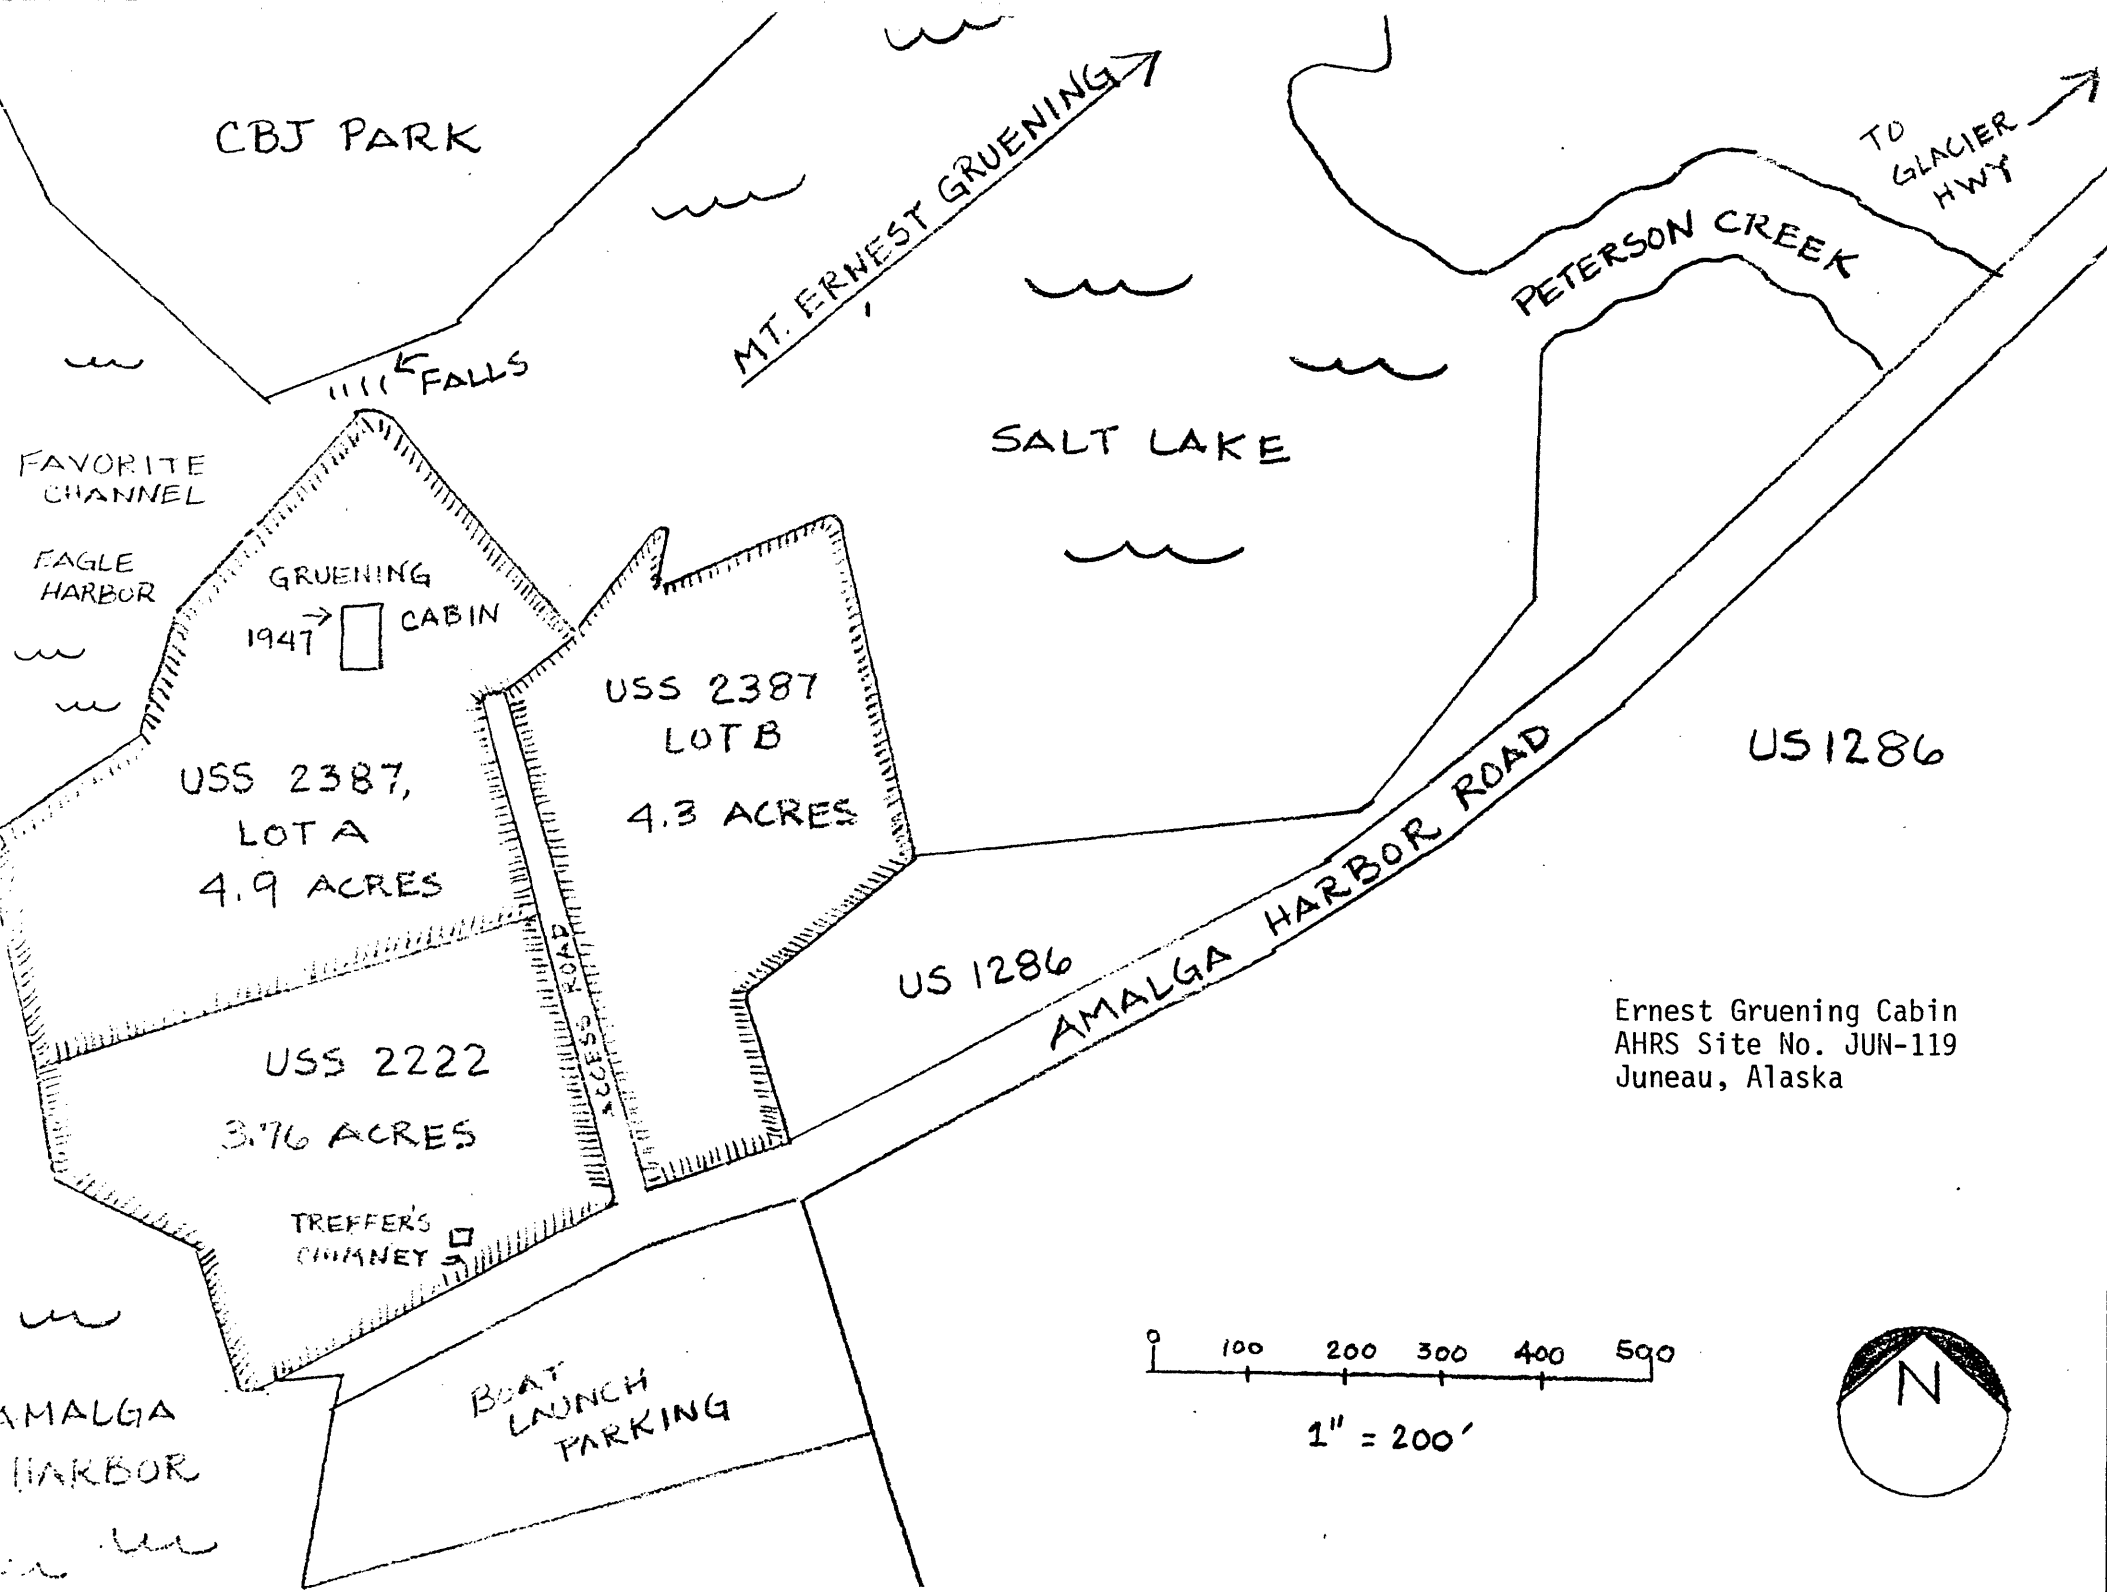 CBJ PARK
MT. ERNEST GRUENING
TO
GLACIER
HWY
PETERSON CREEK
FALLS
FAVORITE
CHANNEL
EAGLE
HARBOR
SALT LAKE
GRUENING
1947
CABIN
USS 2387
LOT B
4.3 ACRES
USS 2387,
LOT A
4.9 ACRES
US 1286
AMALGA HARBOR ROAD
US 1286
ACCESS ROAD
USS 2222
3.76 ACRES
TREFFER'S
CHIMNEY
Ernest Gruening Cabin
AHRS Site No. JUN-119
Juneau, Alaska
BOAT
LAUNCH
PARKING
AMALGA
HARBOR
0 100 200 300 400 500
1" = 200'
N